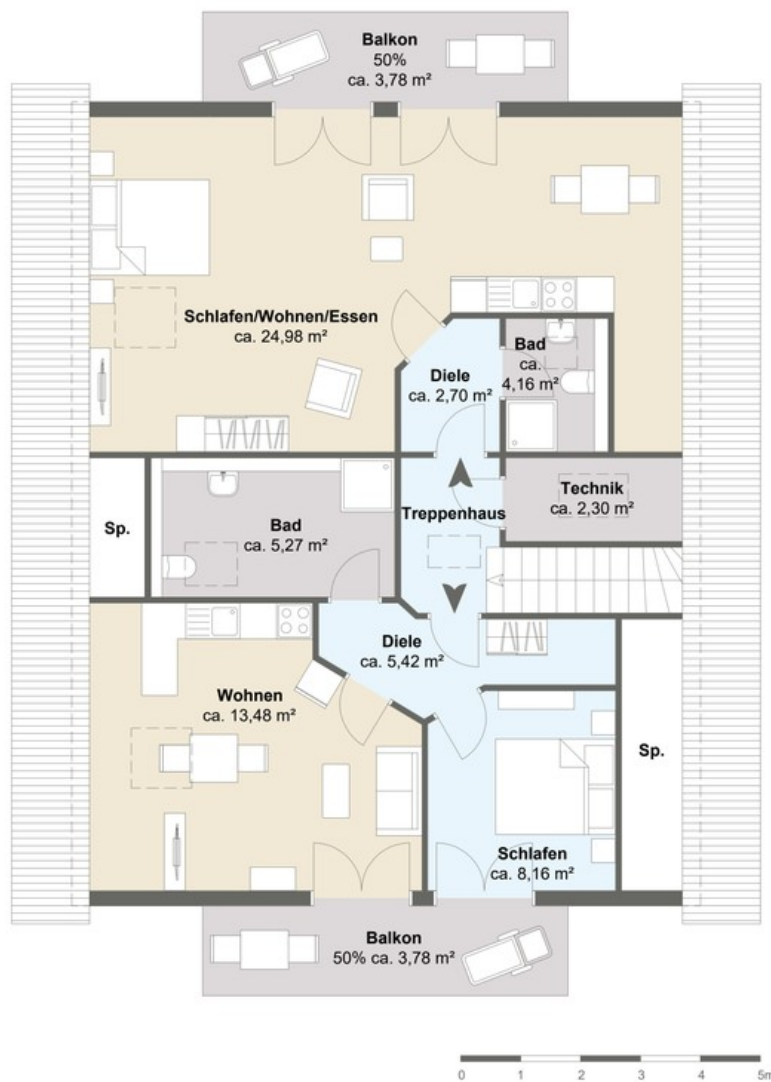 Balkon
50%
ca. 3,78 m²
Schlafen/Wohnen/Essen
ca. 24,98 m²
Diele
ca. 2,70 m²
Bad
ca.
4,16 m²
Sp.
Bad
ca. 5,27 m²
Treppenhaus
Technik
ca. 2,30 m²
Diele
ca. 5,42 m²
Wohnen
ca. 13,48 m²
Sp.
Schlafen
ca. 8,16 m²
Balkon
50% ca. 3,78 m²
0 1 2 3 4 5m